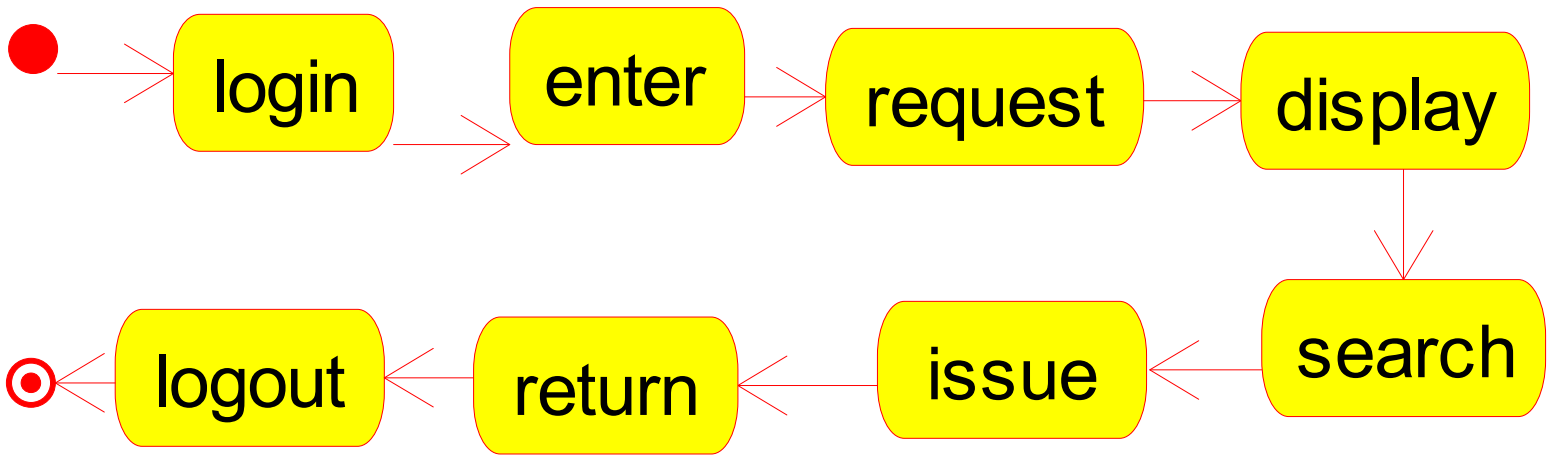 login
enter
request
display
search
issue
return
logout